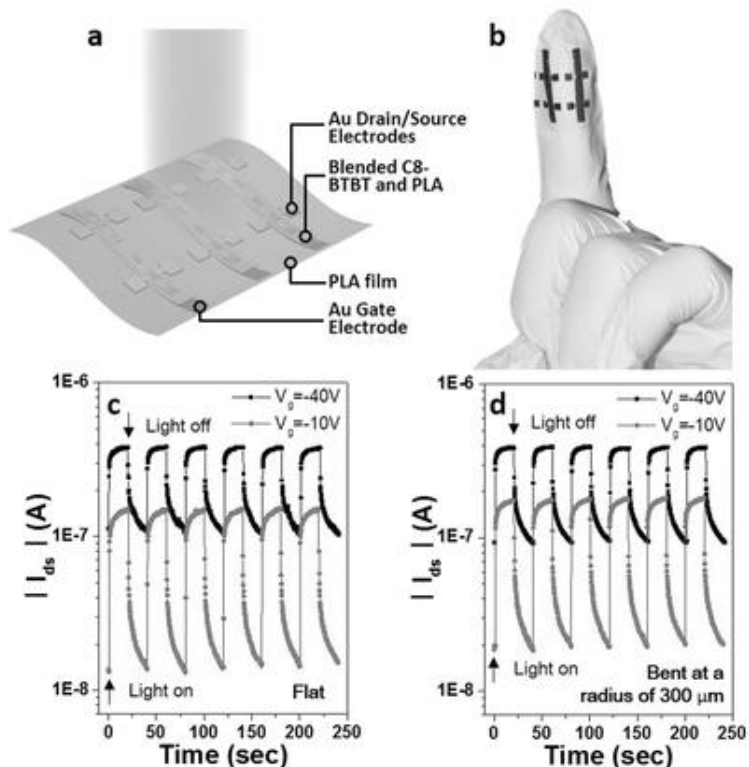 a
Au Drain/Source
Electrodes
Blended C8-
BTBT and PLA
PLA film
Au Gate
Electrode
b
c
1E-6
1E-7
1E-8
| I_ds | (A)
V_g=-40V
V_g=-10V
Light off
Light on
Flat
0 50 100 150 200 250
Time (sec)
d
1E-6
1E-7
1E-8
| I_ds | (A)
V_g=-40V
V_g=-10V
Light off
Light on
Bent at a
radius of 300 μm
0 50 100 150 200 250
Time (sec)